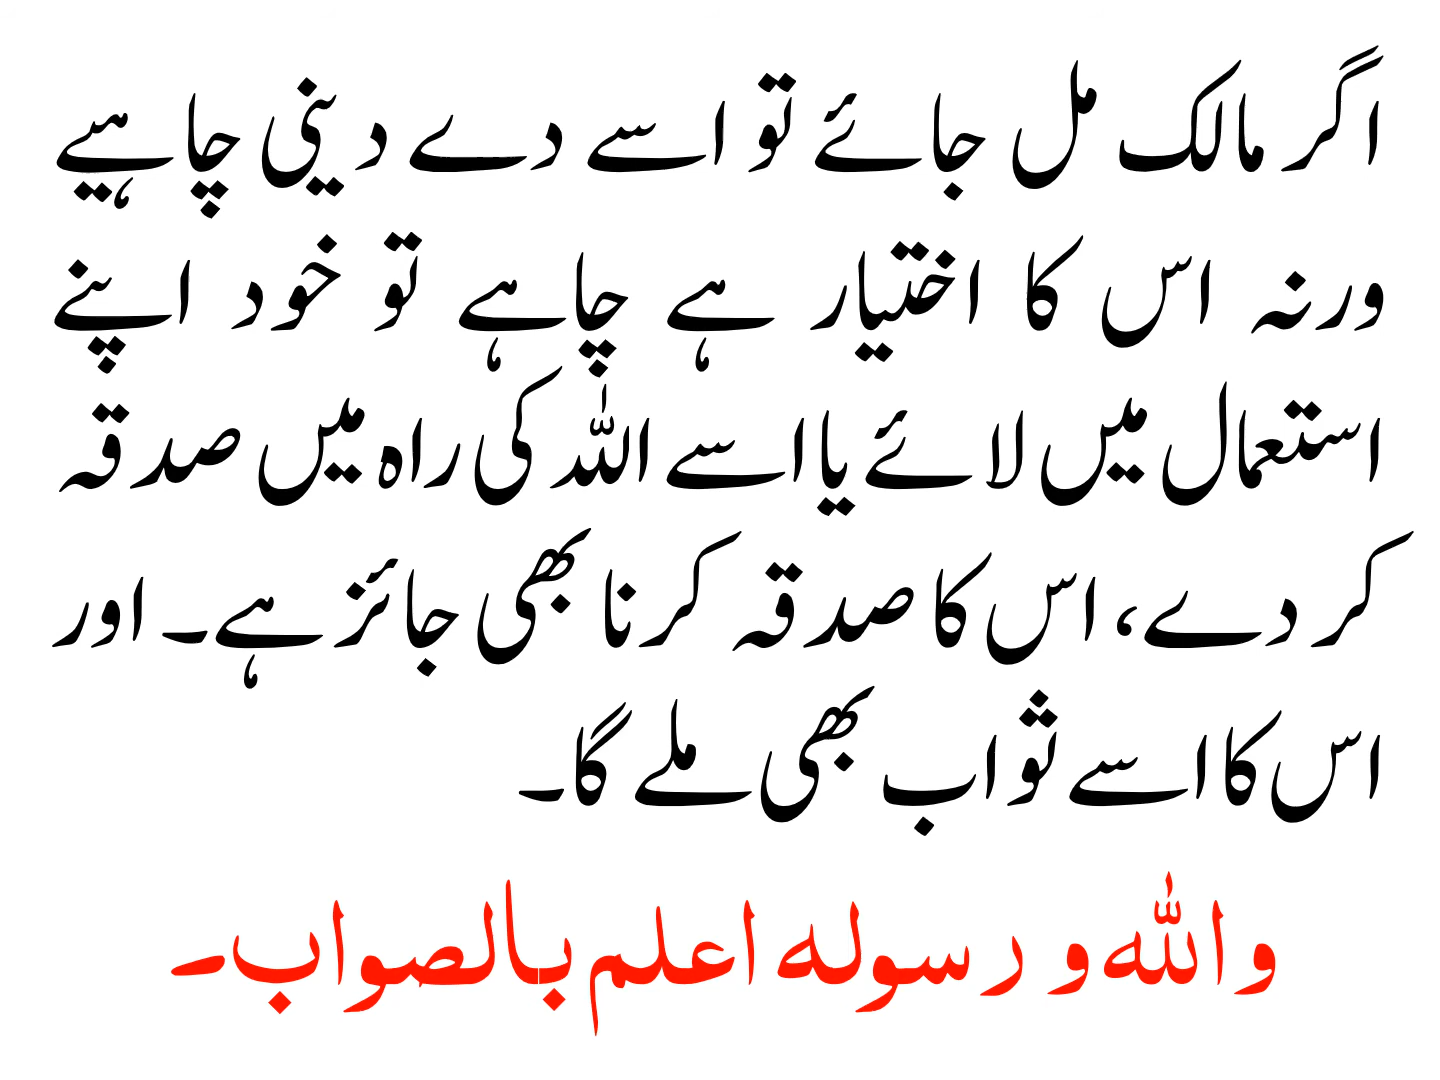 اگر مالک مل جائے تو اسے دے دینی چاہیے
ورنہ اس کا اختیار ہے چاہے تو خود اپنے
استعمال میں لائے یا اسے اللہ کی راہ میں صدقہ
کر دے، اس کا صدقہ کرنا بھی جائز ہے۔ اور
اس کا اسے ثواب بھی ملے گا۔
واللہ و رسولہ اعلم بالصواب۔